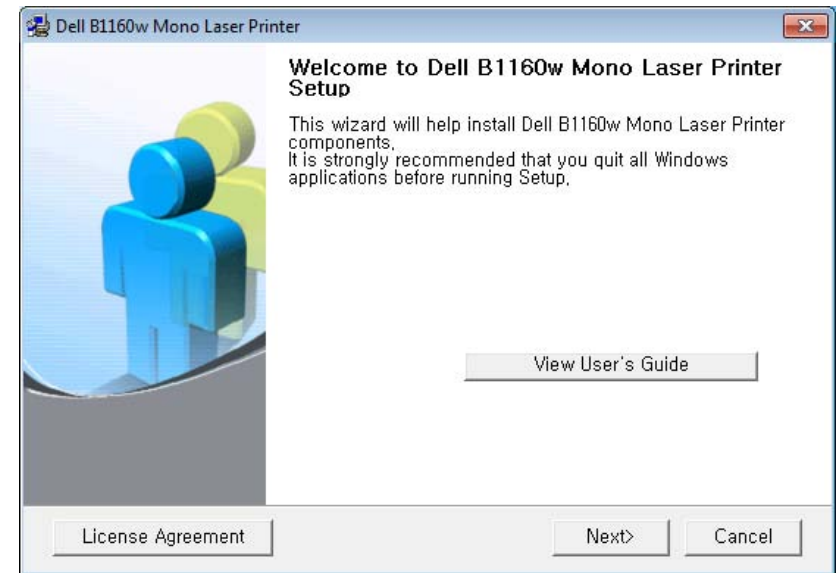 Dell B1160w Mono Laser Printer
Welcome to Dell B1160w Mono Laser Printer
Setup
This wizard will help install Dell B1160w Mono Laser Printer
components.
It is strongly recommended that you quit all Windows
applications before running Setup.
View User's Guide
License Agreement
Next>
Cancel